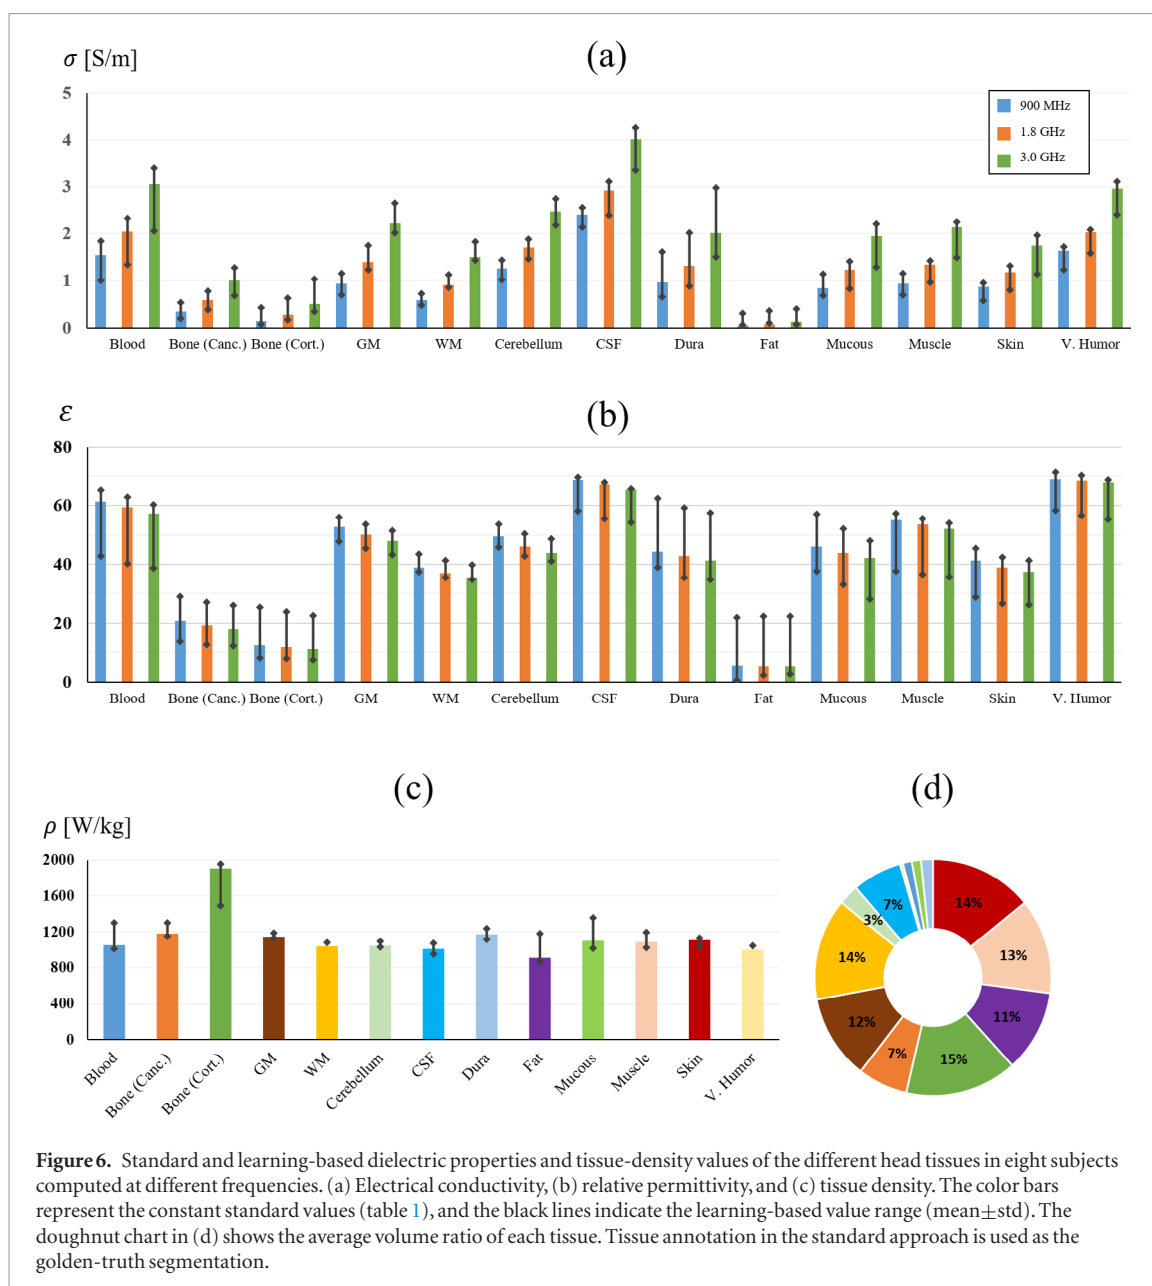 (a)
σ [S/m]
5
4
3
2
1
0
900 MHz
1.8 GHz
3.0 GHz
Blood Bone (Canc.) Bone (Cort.) GM WM Cerebellum CSF Dura Fat Mucous Muscle Skin V. Humor
(b)
ε
80
60
40
20
0
Blood Bone (Canc.) Bone (Cort.) GM WM Cerebellum CSF Dura Fat Mucous Muscle Skin V. Humor
(c)
ρ [W/kg]
2000
1600
1200
800
400
0
Blood
Bone (Canc.)
Bone (Cort.)
GM
WM
Cerebellum
CSF
Dura
Fat
Mucous
Muscle
Skin
V. Humor
(d)
14%
13%
11%
15%
7%
12%
14%
3%
7%
Figure 6. Standard and learning-based dielectric properties and tissue-density values of the different head tissues in eight subjects
computed at different frequencies. (a) Electrical conductivity, (b) relative permittivity, and (c) tissue density. The color bars
represent the constant standard values (table 1), and the black lines indicate the learning-based value range (mean±std). The
doughnut chart in (d) shows the average volume ratio of each tissue. Tissue annotation in the standard approach is used as the
golden-truth segmentation.